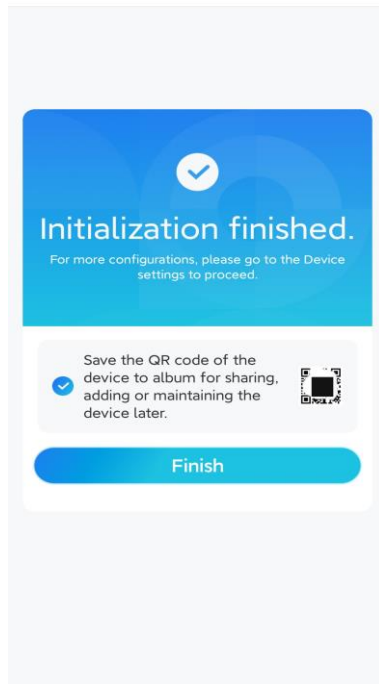 Initialization finished.
For more configurations, please go to the Device
settings to proceed.
Save the QR code of the
device to album for sharing,
adding or maintaining the
device later.
Finish